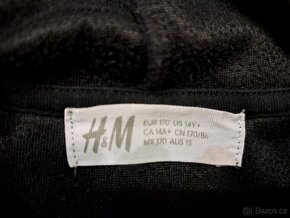 H&M
EUR 170 US 14Y+
CA 14A+ CN 170/86
MX 170 AUS 15
Bazos.cz